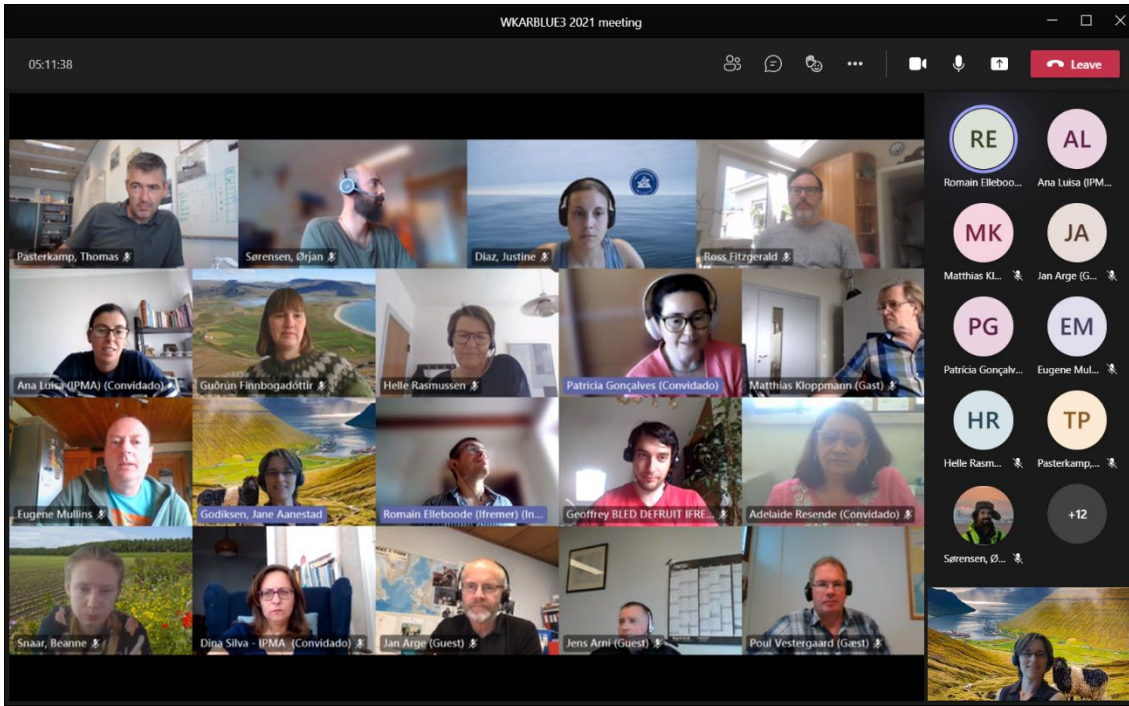 WKARBLUE3 2021 meeting
05:11:38
Leave
Pasterkamp, Thomas
Sørensen, Ørjan
Diaz, Justine
Ross Fitzgerald
Ana Luisa (IPMA) (Convidado)
Guðrún Finnbogadóttir
Helle Rasmussen
Patrícia Gonçalves (Convidado)
Matthias Kloppmann (Gast)
Eugene Mullins
Godiksen, Jane Aanestad
Romain Elleboode (Ifremer) (In...
Geoffrey BLED DEFRUIT IFRE...
Adelaide Resende (Convidado)
Snaar, Beanne
Dina Silva - IPMA (Convidado)
Jan Arge (Guest)
Jens Arni (Guest)
Poul Vestergaard (Gæst)
RE
AL
Romain Elleboo...
Ana Luisa (IPM...
MK
JA
Matthias Kl...
Jan Arge (G...
PG
EM
Patrícia Gonçalv...
Eugene Mul...
HR
TP
Helle Rasm...
Pasterkamp,...
+12
Sørensen, Ø...